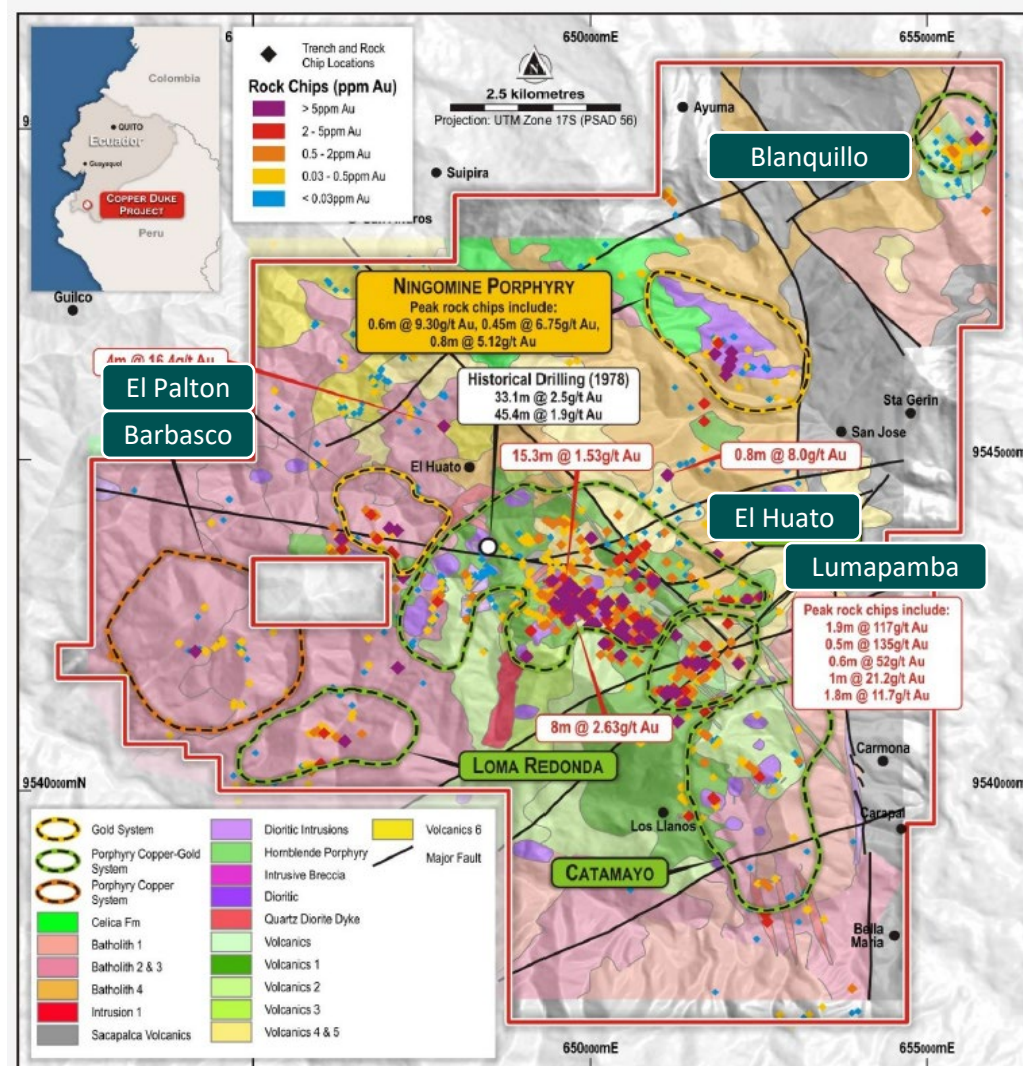 650000mE
655000mE
Colombia
QUITO
Ecuador
Guayaquil
COPPER DUKE
PROJECT
Peru
Trench and Rock
Chip Locations
Rock Chips (ppm Au)
> 5ppm Au
2 - 5ppm Au
0.5 - 2ppm Au
0.03 - 0.5ppm Au
< 0.03ppm Au
N
2.5 kilometres
Projection: UTM Zone 17S (PSAD 56)
Ayuma
Suipira
Blanquillo
Guilco
NINGOMINE PORPHYRY
Peak rock chips include:
0.6m @ 9.30g/t Au, 0.45m @ 6.75g/t Au,
0.8m @ 5.12g/t Au
4m @ 16.4g/t Au
El Palton
Barbasco
Historical Drilling (1978)
33.1m @ 2.5g/t Au
45.4m @ 1.9g/t Au
Sta Gerin
San Jose
El Huato
15.3m @ 1.53g/t Au
0.8m @ 8.0g/t Au
9545000m
El Huato
Lumapamba
Peak rock chips include:
1.9m @ 117g/t Au
0.5m @ 135g/t Au
0.6m @ 52g/t Au
1m @ 21.2g/t Au
1.8m @ 11.7g/t Au
8m @ 2.63g/t Au
LOMA REDONDA
Carmona
9540000mN
9540000m
Los Llanos
Carapal
CATAMAYO
Bella
Maria
Gold System
Porphyry Copper-Gold
System
Porphyry Copper
System
Celica Fm
Batholith 1
Batholith 2 & 3
Batholith 4
Intrusion 1
Sacapalca Volcanics
Dioritic Intrusions
Hornblende Porphyry
Intrusive Breccia
Dioritic
Quartz Diorite Dyke
Volcanics
Volcanics 1
Volcanics 2
Volcanics 3
Volcanics 4 & 5
Volcanics 6
Major Fault
650000mE
655000mE